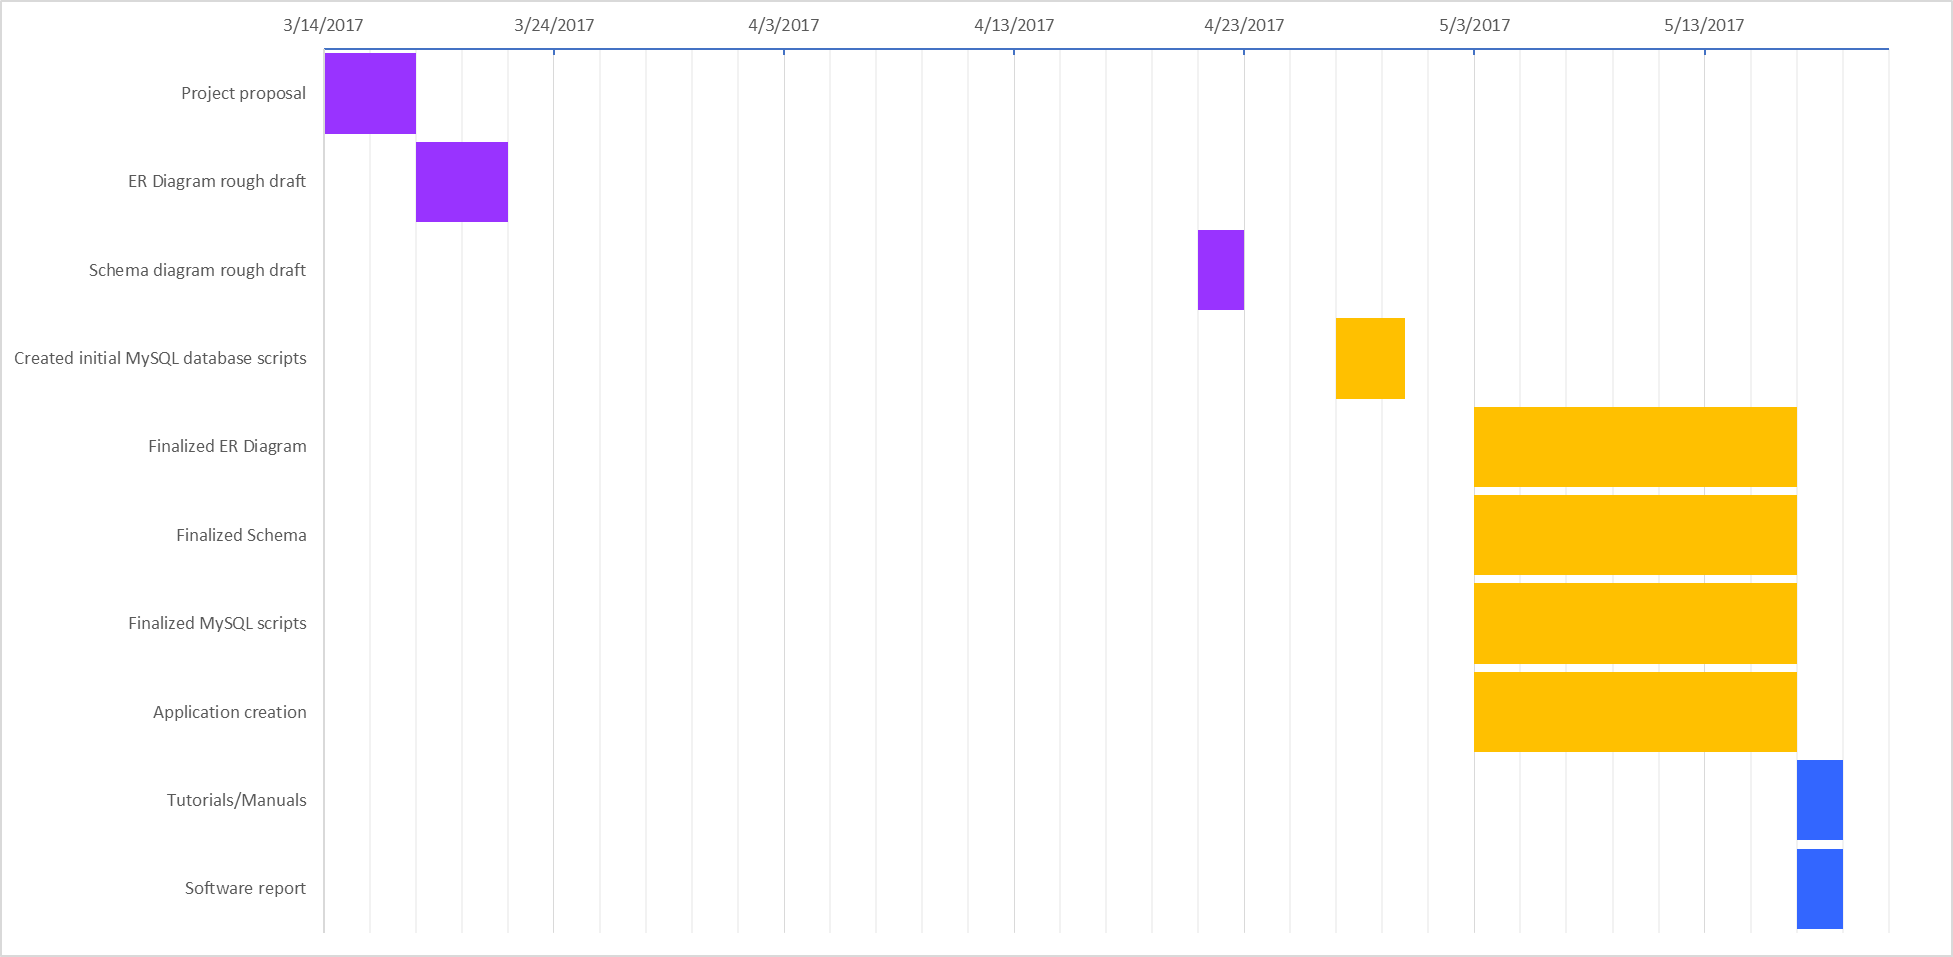 3/14/2017 3/24/2017 4/3/2017 4/13/2017 4/23/2017 5/3/2017 5/13/2017
Project proposal
ER Diagram rough draft
Schema diagram rough draft
Created initial MySQL database scripts
Finalized ER Diagram
Finalized Schema
Finalized MySQL scripts
Application creation
Tutorials/Manuals
Software report